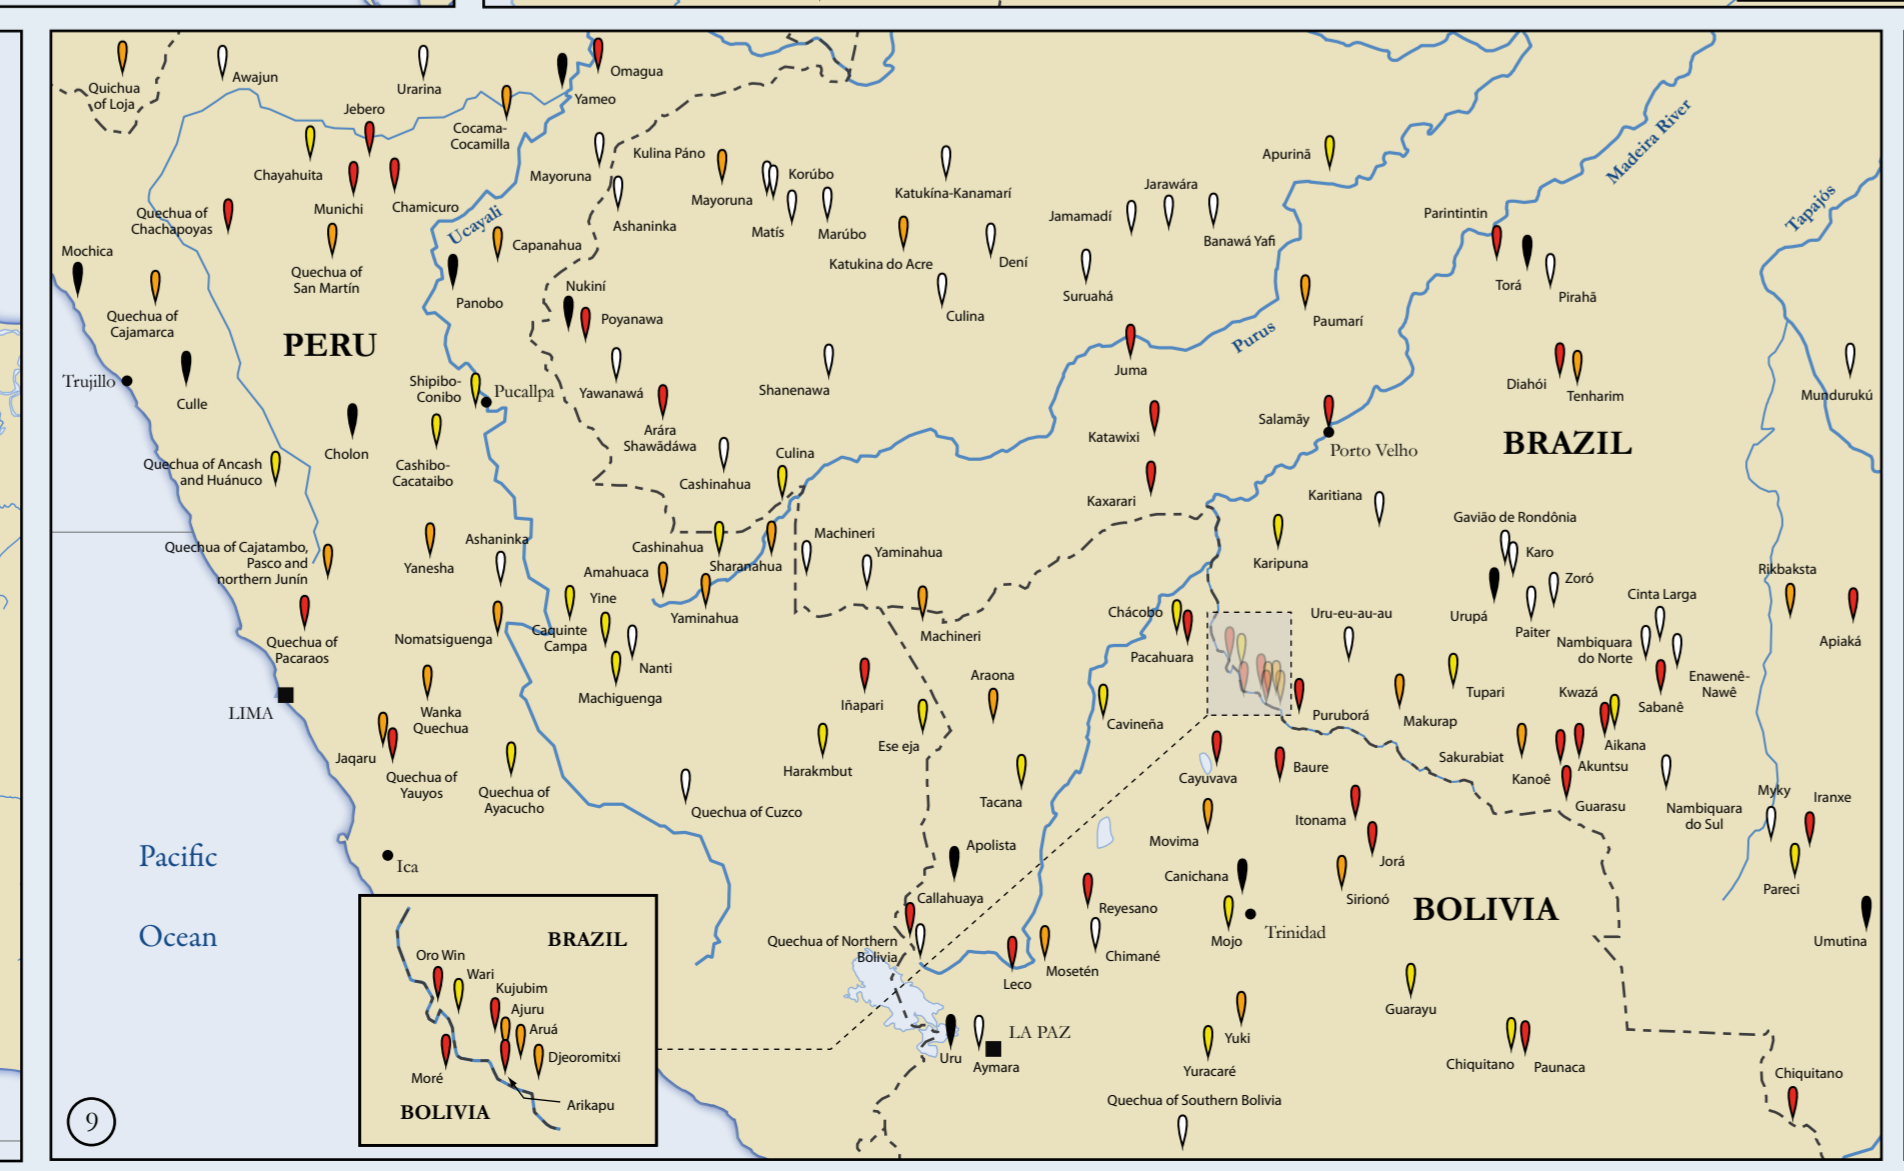 Quichua
of Loja
Awajun
Urarina
Yameo
Omagua
Jebero
Cocama-
Cocamilla
Chayahuita
Munichi
Chamicuro
Mayoruna
Ashaninka
Kulina Páno
Mayoruna
Korúbo
Matís
Marúbo
Katukína-Kanamarí
Katukina do Acre
Dení
Culina
Apurinã
Jarawára
Jamamadí
Banawá Yafi
Suruahá
Paumarí
Parintintin
Torá
Pirahã
Madeira River
Tapajós
Quechua of
Chachapoyas
Mochica
Quechua of
Cajamarca
Quechua of
San Martín
Ucayali
Capanahua
Panobo
Nukiní
Poyanawa
PERU
Trujillo
Culle
Cholon
Shipibo-
Conibo
Pucallpa
Yawanawá
Shanenawa
Juma
Purus
Diahói
Tenharim
Mundurukú
Arára
Shawãdáwa
Cashinahua
Culina
Katawixi
Kaxarari
Salamãy
Porto Velho
BRAZIL
Quechua of Ancash
and Huánuco
Cashibo-
Cacataibo
Karitiana
Gavião de Rondônia
Karo
Zoró
Urupá
Paiter
Cinta Larga
Nambiquara
do Norte
Enawenê-
Nawê
Sabanê
Rikbaksta
Apiaká
Quechua of Cajatambo,
Pasco and
northern Junín
Yanesha
Ashaninka
Cashinahua
Sharanahua
Amahuaca
Yaminahua
Machineri
Yaminahua
Machineri
Karipuna
Quechua of
Pacaraos
Nomatsiguenga
Caquinte
Campa
Yine
Nanti
Machiguenga
Chácobo
Pacahuara
Uru-eu-au-au
Tupari
Kwazá
Aikana
LIMA
Wanka
Quechua
Jaqaru
Quechua of
Yauyos
Quechua of
Ayacucho
Iñapari
Ese eja
Harakmbut
Araona
Tacana
Cavineña
Puruborá
Makurap
Sakurabiat
Kanoê
Akuntsu
Guarasu
Nambiquara
do Sul
Myky
Iranxe
Pareci
Umutina
Quechua of Cuzco
Cayuvava
Baure
Itonama
Jorá
Movima
Canichana
Sirionó
Mojo
Trinidad
BOLIVIA
Pacific
Ocean
Ica
Apolista
Callahuaya
Quechua of Northern
Bolivia
Reyesano
Chimané
Mosetén
Leco
Uru
Aymara
LA PAZ
Yuki
Yuracaré
Guarayu
Chiquitano
Paunaca
Chiquitano
Quechua of Southern Bolivia
BRAZIL
Oro Win
Wari
Kujubim
Ajuru
Aruá
Djeoromitxi
Moré
Arikapu
BOLIVIA
9